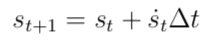 $s_{t+1} = s_t + \dot{s}_t \Delta t$